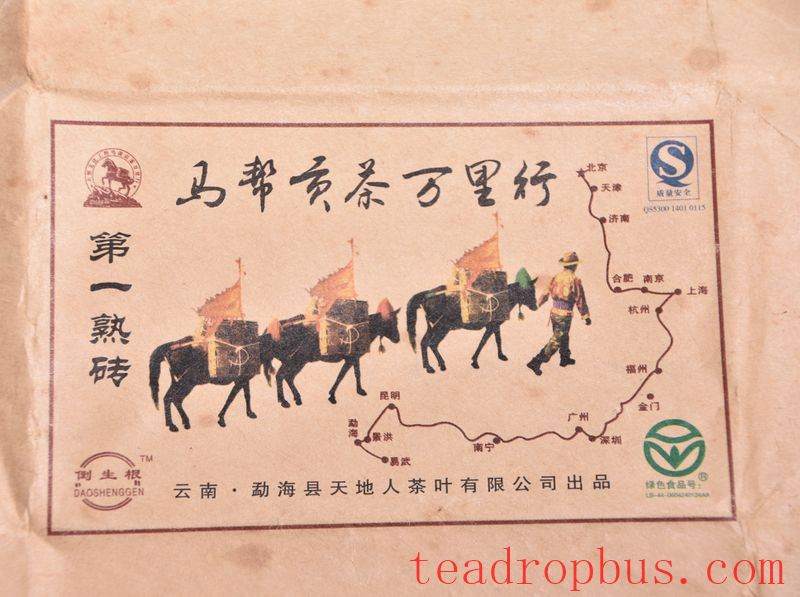 马帮贡茶万里行
第一熟砖
北京
天津
济南
合肥
南京
上海
杭州
福州
金门
深圳
广州
南宁
昆明
勐海
景洪
易武
质量安全
QS5300 1401 0115
倒生根
TM
"DAOSHENGGEN"
云南·勐海县天地人茶叶有限公司出品
®
绿色食品号:
teadropbus.com